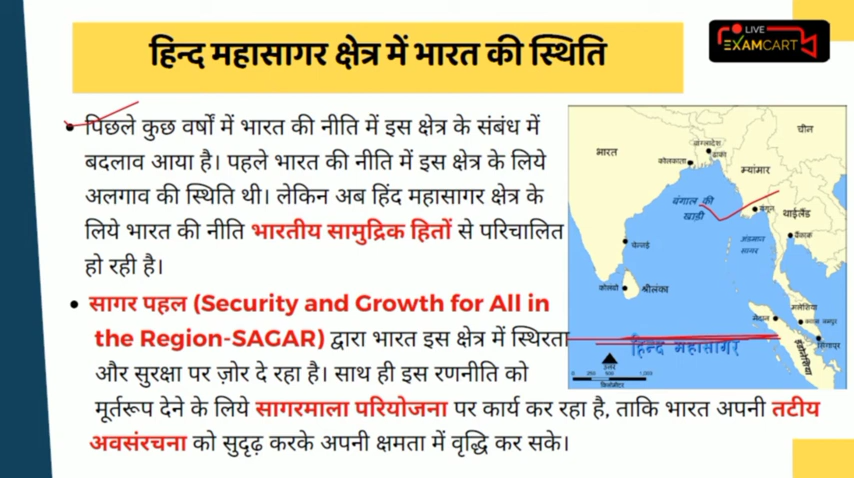 हिन्द महासागर क्षेत्र में भारत की स्थिति
LIVE
EXAMCART
पिछले कुछ वर्षों में भारत की नीति में इस क्षेत्र के संबंध में
बदलाव आया है। पहले भारत की नीति में इस क्षेत्र के लिये
अलगाव की स्थिति थी। लेकिन अब हिंद महासागर क्षेत्र के
लिये भारत की नीति भारतीय सामुद्रिक हितों से परिचालित
हो रही है।
सागर पहल (Security and Growth for All in
the Region-SAGAR) द्वारा भारत इस क्षेत्र में स्थिरता
और सुरक्षा पर ज़ोर दे रहा है। साथ ही इस रणनीति को
मूर्तरूप देने के लिये सागरमाला परियोजना पर कार्य कर रहा है, ताकि भारत अपनी तटीय
अवसंरचना को सुदृढ़ करके अपनी क्षमता में वृद्धि कर सके।
चीन
भारत
ढाका
कोलकाता
म्यांमार
बंगाल की
खाड़ी
थाईलैंड
बैंकाक
अंडमान
सागर
चेन्नई
कोलंबो
श्रीलंका
मलेशिया
सिंगापुर
इंडोनेशिया
हिन्द महासागर
उत्तर
किलोमीटर